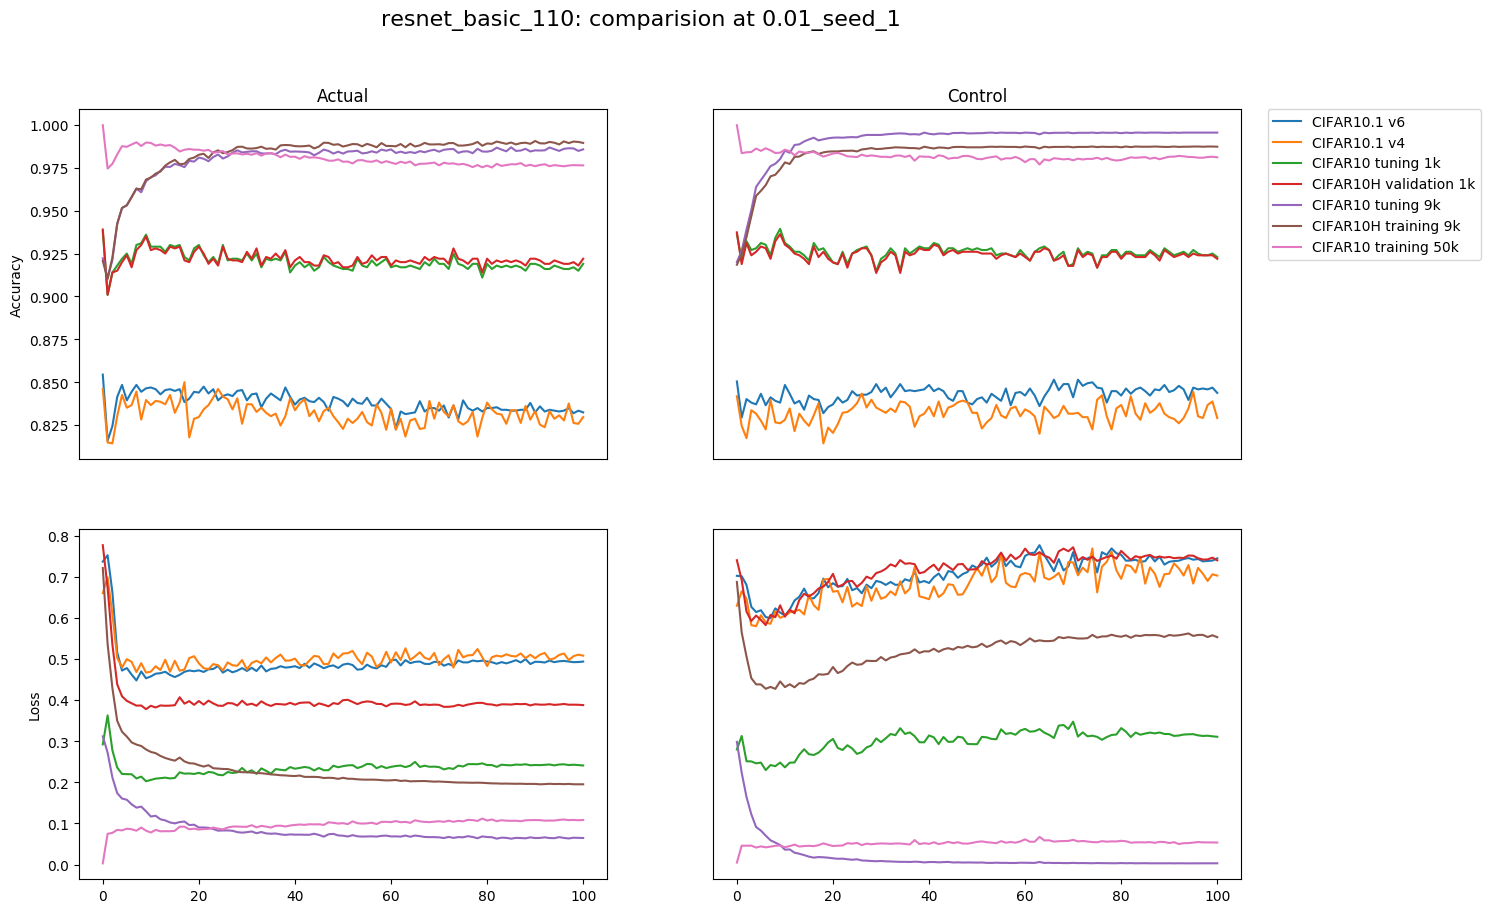 resnet_basic_110: comparision at 0.01_seed_1
Actual
Control
Accuracy
1.000
0.975
0.950
0.925
0.900
0.875
0.850
0.825
CIFAR10.1 v6
CIFAR10.1 v4
CIFAR10 tuning 1k
CIFAR10H validation 1k
CIFAR10 tuning 9k
CIFAR10H training 9k
CIFAR10 training 50k
Loss
0.8
0.7
0.6
0.5
0.4
0.3
0.2
0.1
0.0
0 20 40 60 80 100
0 20 40 60 80 100